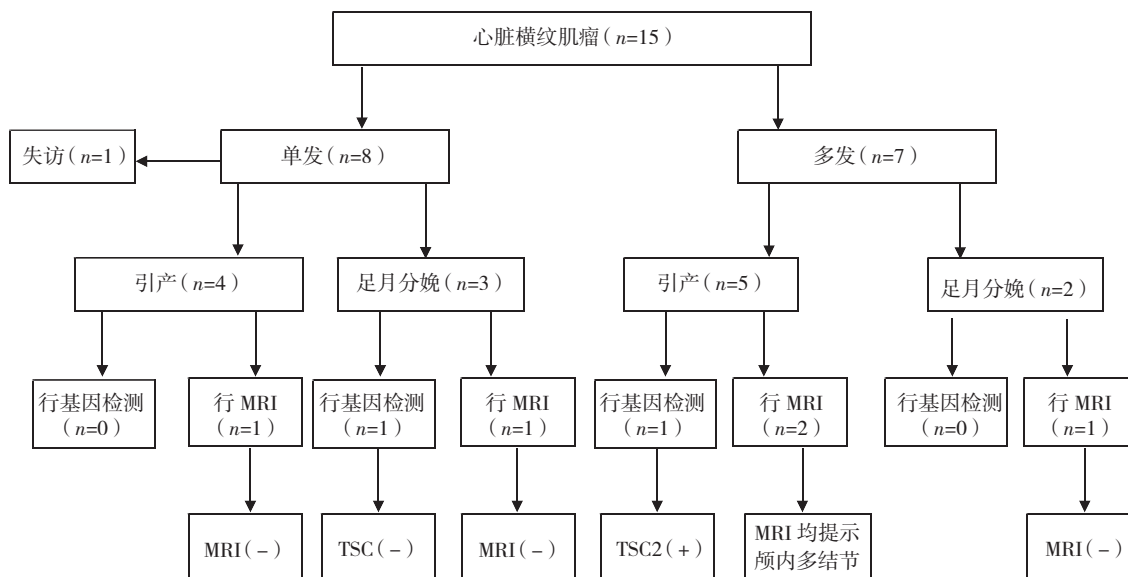 心脏横纹肌瘤（n=15）
失访（n=1）
单发（n=8）
多发（n=7）
引产（n=4）
足月分娩（n=3）
引产（n=5）
足月分娩（n=2）
行基因检测
（n=0）
行 MRI
（n=1）
行基因检测
（n=1）
行 MRI
（n=1）
行基因检测
（n=1）
行 MRI
（n=2）
行基因检测
（n=0）
行 MRI
（n=1）
MRI（-）
TSC（-）
MRI（-）
TSC2（+）
MRI 均提示
颅内多结节
MRI（-）